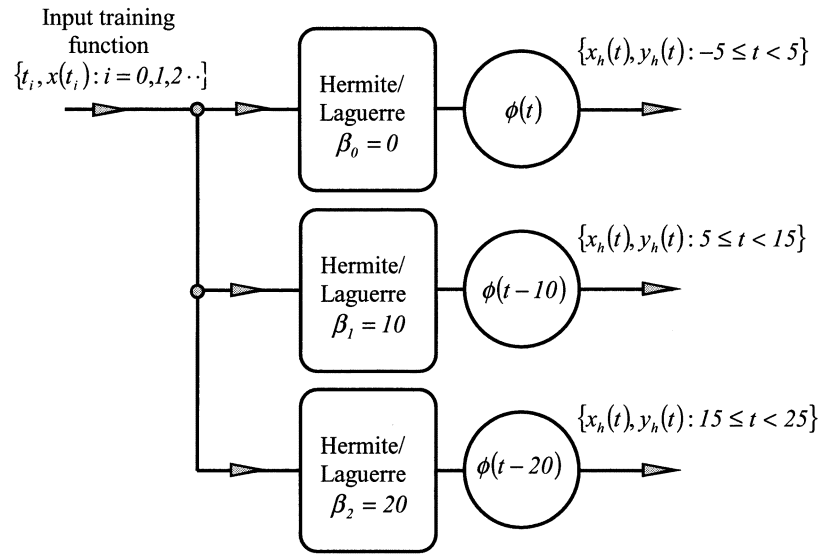 Input training
function
{t_i, x(t_i) : i = 0,1,2 ··}
Hermite/
Laguerre
β_0 = 0
ϕ(t)
{x_h(t), y_h(t) : −5 ≤ t < 5}
Hermite/
Laguerre
β_1 = 10
ϕ(t − 10)
{x_h(t), y_h(t) : 5 ≤ t < 15}
Hermite/
Laguerre
β_2 = 20
ϕ(t − 20)
{x_h(t), y_h(t) : 15 ≤ t < 25}